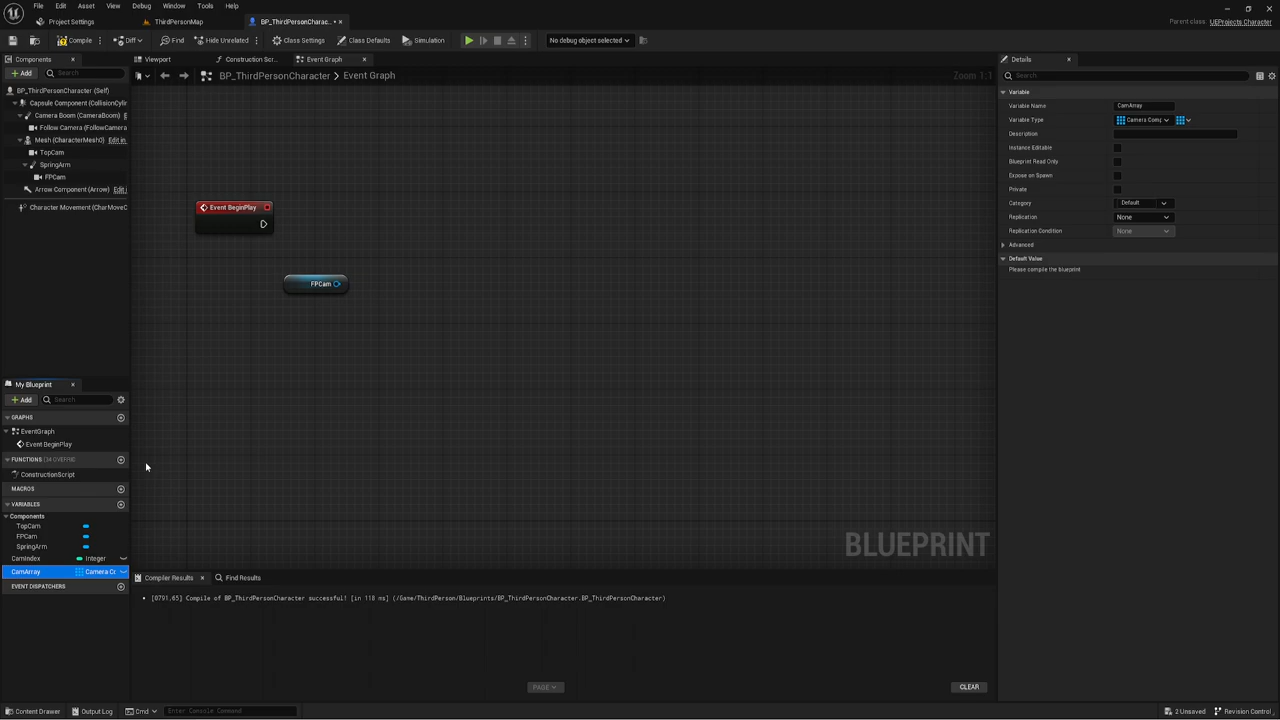 File Edit Asset View Debug Window Tools Help
Project Settings ThirdPersonMap BP_ThirdPersonCharac... • Parent class: UEProjects Character
Compile Diff Find Hide Unrelated Class Settings Class Defaults Simulation No debug object selected
Components Viewport Construction Scr... Event Graph Details
Add Search BP_ThirdPersonCharacter > Event Graph Zoom 1:1 Search
BP_ThirdPersonCharacter (Self) Variable
Capsule Component (CollisionCylin Variable Name CamArray
Camera Boom (CameraBoom) Variable Type Camera Comp
Follow Camera (FollowCamera Description
Mesh (CharacterMesh0) Edit in Instance Editable
TopCam Blueprint Read Only
SpringArm Expose on Spawn
FPCam Private
Arrow Component (Arrow) Edit i Category Default
Character Movement (CharMoveC Event BeginPlay Replication None
Replication Condition None
Advanced
Default Value
Please compile the blueprint
FPCam
My Blueprint
Add Search
GRAPHS
EventGraph
Event BeginPlay
FUNCTIONS (34 OVERRI
ConstructionScript
MACROS
VARIABLES
Components
TopCam
FPCam
SpringArm
CamIndex Integer
CamArray Camera Co
EVENT DISPATCHERS
BLUEPRINT
Compiler Results Find Results
• [0791.65] Compile of BP_ThirdPersonCharacter successful! [in 118 ms] (/Game/ThirdPerson/Blueprints/BP_ThirdPersonCharacter.BP_ThirdPersonCharacter)
PAGE CLEAR
Content Drawer Output Log Cmd Enter Console Command 2 Unsaved Revision Control